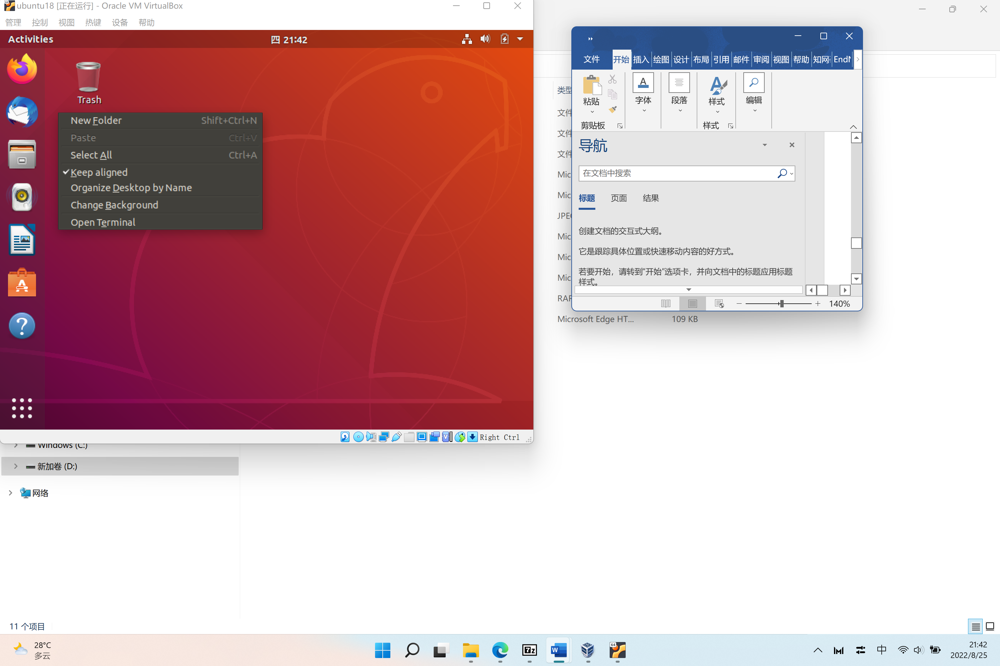 ubuntu18 [正在运行] - Oracle VM VirtualBox
管理 控制 视图 热键 设备 帮助
Activities
四 21:42
Trash
New Folder Shift+Ctrl+N
Paste Ctrl+V
Select All Ctrl+A
Keep aligned
Organize Desktop by Name
Change Background
Open Terminal
Right Ctrl
文件 开始 插入 绘图 设计 布局 引用 邮件 审阅 视图 帮助 知网 End
粘贴
字体
段落
样式
编辑
剪贴板
样式
导航
在文档中搜索
标题 页面 结果
创建文档的交互式大纲。
它是跟踪具体位置或快速移动内容的好方式。
若要开始，请转到“开始”选项卡，并向文档中的标题应用标题
样式。
140%
类型
文件
文件
文件
Mic
Mic
JPE
Mic
Mic
Mic
RAR
Microsoft Edge HT... 109 KB
Windows (C:)
新加卷 (D:)
网络
11 个项目
28°C
多云
7z
W
64
中
21:42
2022/8/25